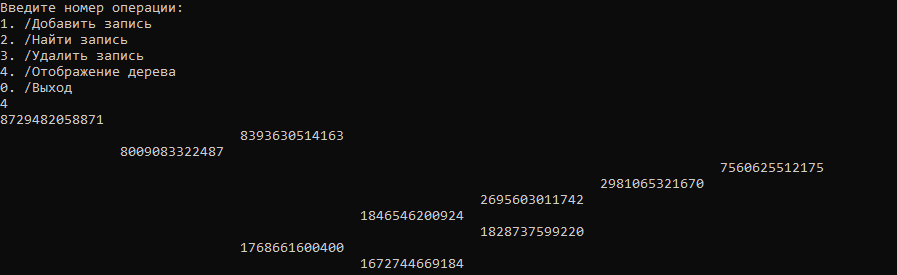 Введите номер операции:
1. /Добавить запись
2. /Найти запись
3. /Удалить запись
4. /Отображение дерева
0. /Выход
4
8729482058871
8393630514163
8009083322487
7560625512175
2981065321670
2695603011742
1846546200924
1828737599220
1768661600400
1672744669184